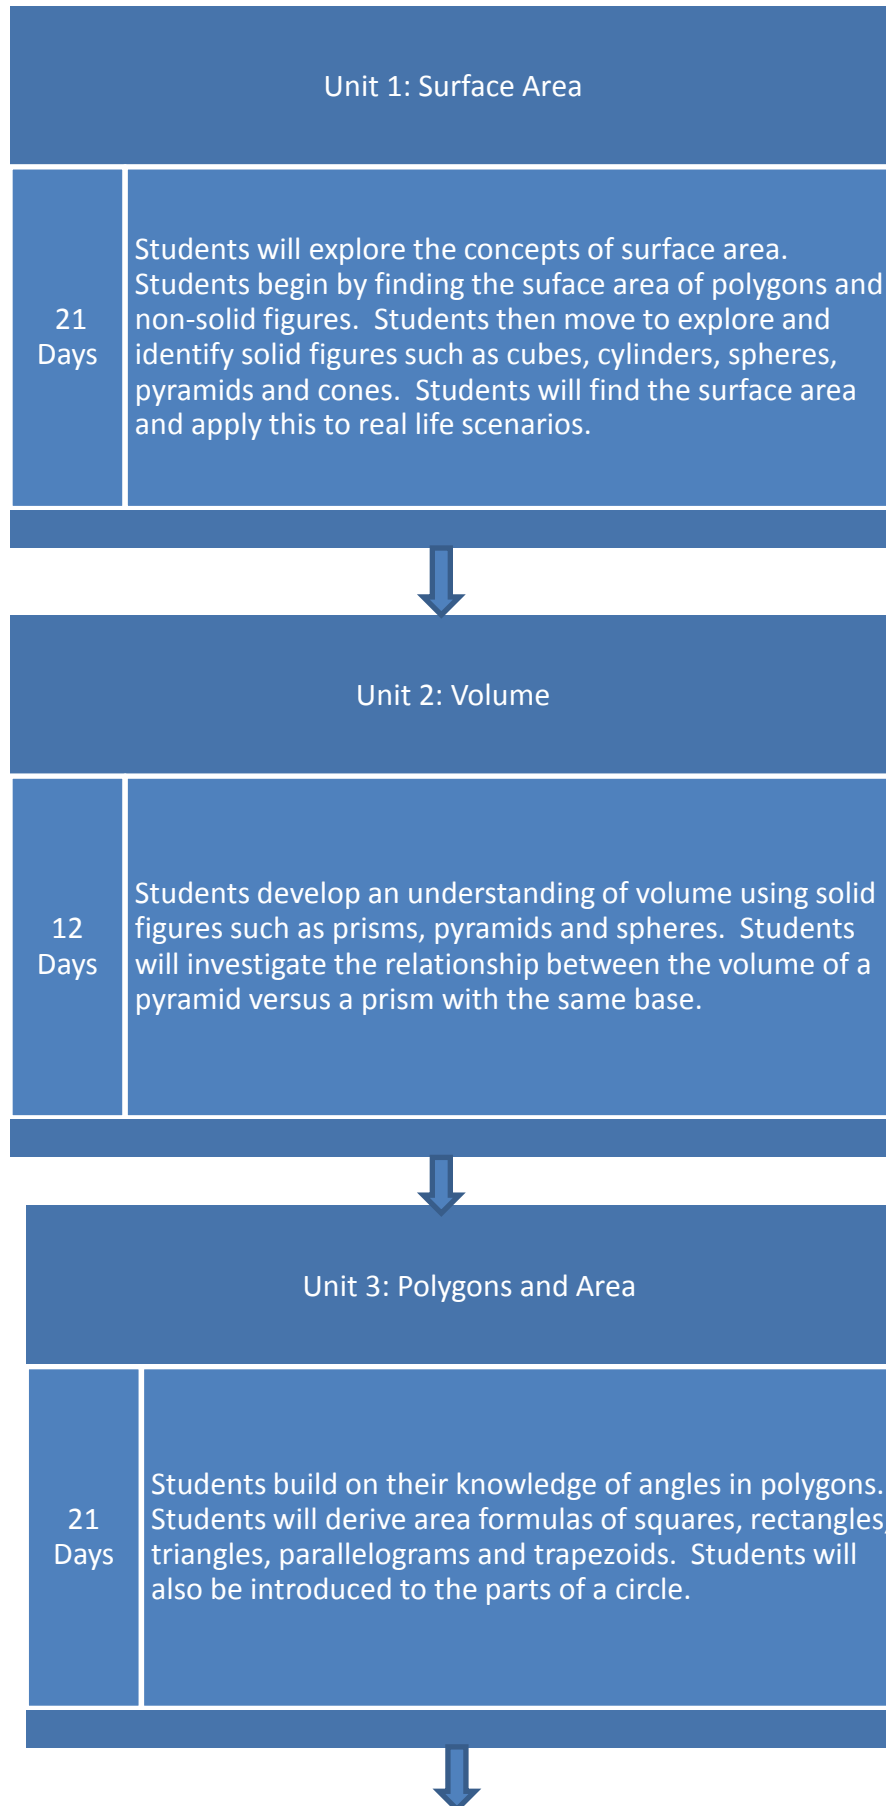 Unit 1: Surface Area
21
Days
Students will explore the concepts of surface area.
Students begin by finding the suface area of polygons and
non-solid figures.  Students then move to explore and
identify solid figures such as cubes, cylinders, spheres,
pyramids and cones.  Students will find the surface area
and apply this to real life scenarios.
Unit 2: Volume
12
Days
Students develop an understanding of volume using solid
figures such as prisms, pyramids and spheres.  Students
will investigate the relationship between the volume of a
pyramid versus a prism with the same base.
Unit 3: Polygons and Area
21
Days
Students build on their knowledge of angles in polygons.
Students will derive area formulas of squares, rectangles,
triangles, parallelograms and trapezoids.  Students will
also be introduced to the parts of a circle.